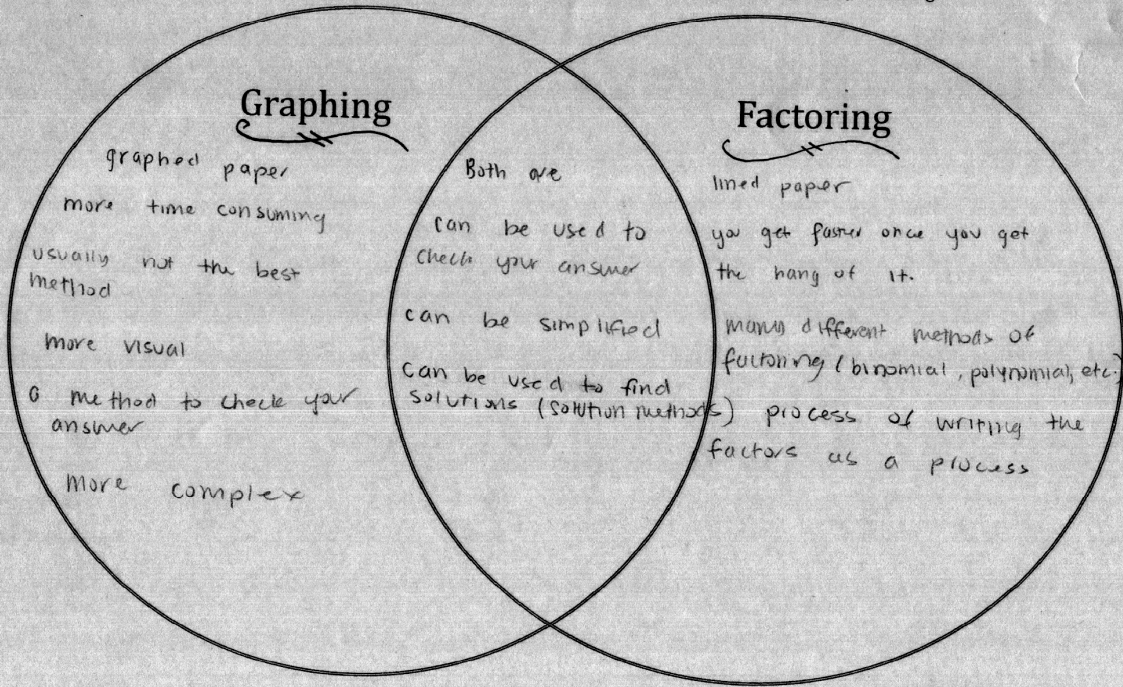 Graphing
graphed paper
more time consuming
usually not the best
method
more visual
a method to check your
answer
more complex
Both are
can be used to
check your answer
can be simplified
can be used to find
solutions (solution methods)
Factoring
lined paper
you get faster once you get
the hang of it.
many different methods of
factoring (binomial, polynomial, etc.)
process of writing the
factors as a process